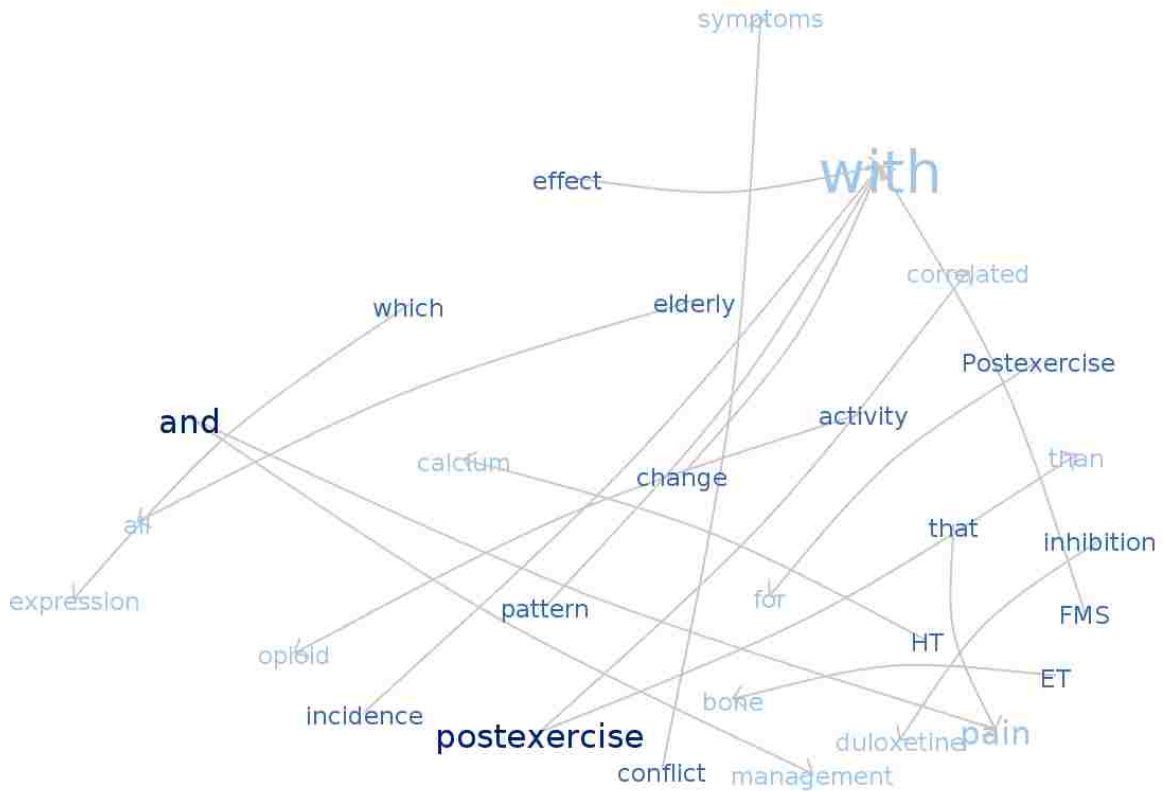 symptoms
with
effect
correlated
which
elderly
Postexercise
activity
and
calcium
change
than
all
that
inhibition
expression
pattern
for
FMS
opioid
HT
ET
bone
incidence
postexercise
duloxetine
pain
conflict
management